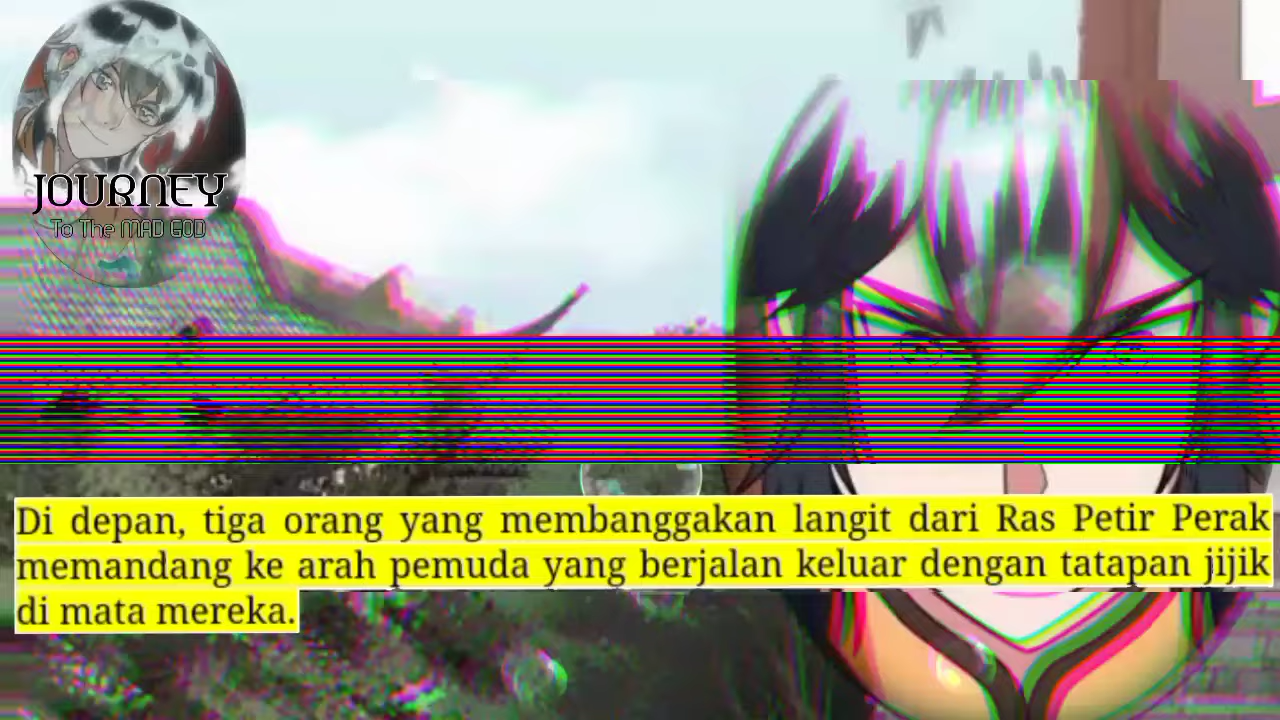 JOURNEY
To The MAD GOD
Di depan, tiga orang yang membanggakan langit dari Ras Petir Perak
memandang ke arah pemuda yang berjalan keluar dengan tatapan jijik
di mata mereka.